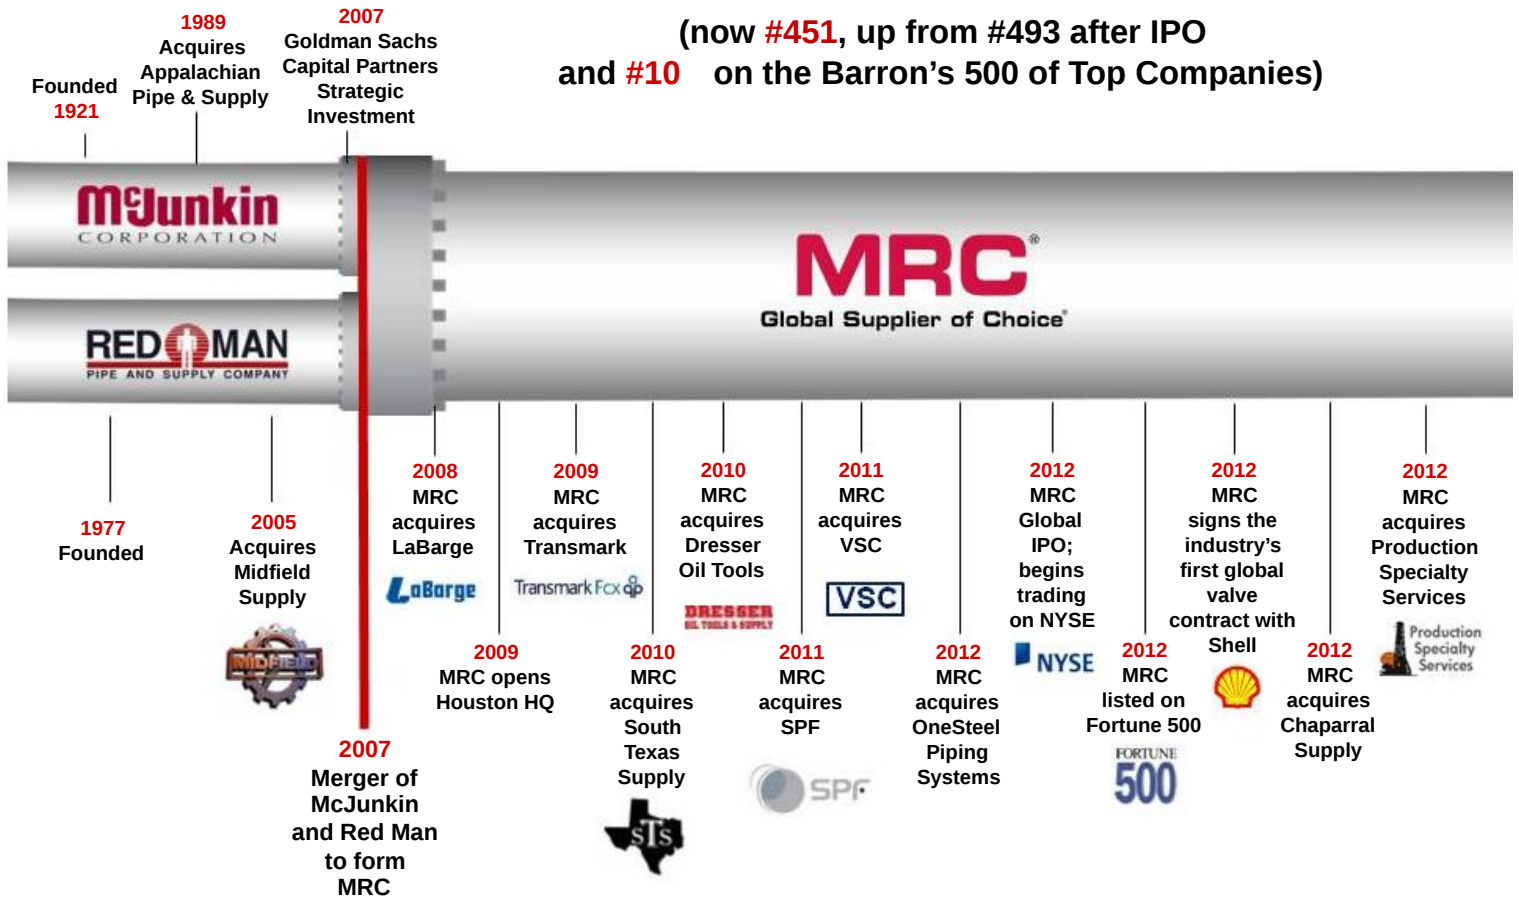 (now #451, up from #493 after IPO
and #10 on the Barron's 500 of Top Companies)
Founded
1921
1989
Acquires
Appalachian
Pipe & Supply
2007
Goldman Sachs
Capital Partners
Strategic
Investment
McJunkin
CORPORATION
RED MAN
PIPE AND SUPPLY COMPANY
MRC®
Global Supplier of Choice®
1977
Founded
2005
Acquires
Midfield
Supply
MIDFIELD
2007
Merger of
McJunkin
and Red Man
to form
MRC
2008
MRC
acquires
LaBarge
LaBarge
2009
MRC opens
Houston HQ
2009
MRC
acquires
Transmark
Transmark Fcx
2010
MRC
acquires
South
Texas
Supply
STS
2010
MRC
acquires
Dresser
Oil Tools
DRESSER
OIL TOOLS & SUPPLY
2011
MRC
acquires
SPF
SPF
2011
MRC
acquires
VSC
VSC
2012
MRC
acquires
OneSteel
Piping
Systems
2012
MRC
Global
IPO;
begins
trading
on NYSE
NYSE
2012
MRC
listed on
Fortune 500
FORTUNE
500
2012
MRC
signs the
industry's
first global
valve
contract with
Shell
2012
MRC
acquires
Chaparral
Supply
2012
MRC
acquires
Production
Specialty
Services
Production
Specialty
Services